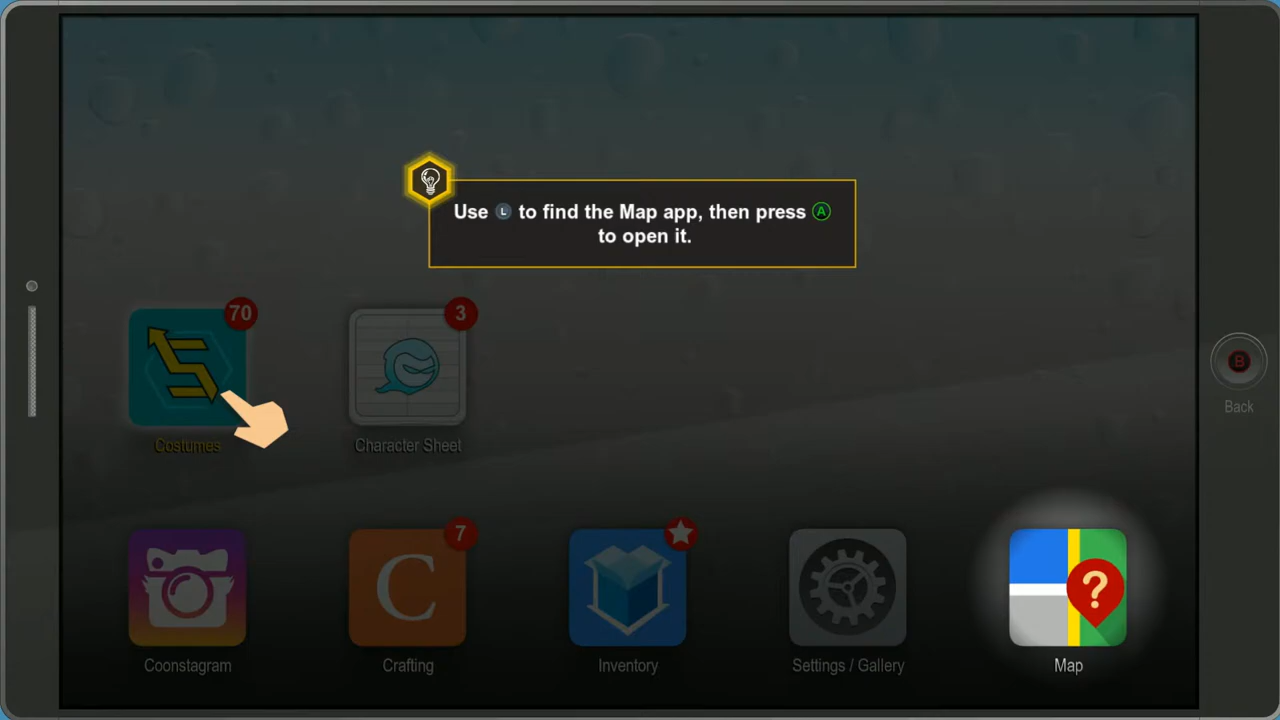 Use L to find the Map app, then press A
to open it.
70
3
B
Back
Costumes
Character Sheet
7
C
?
Coonstagram
Crafting
Inventory
Settings / Gallery
Map